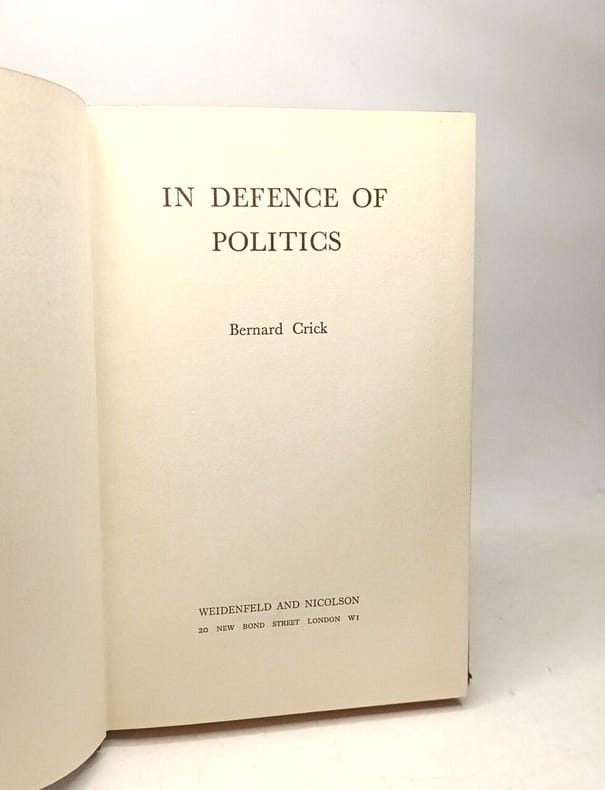 IN DEFENCE OF
POLITICS
Bernard Crick
WEIDENFELD AND NICOLSON
20 NEW BOND STREET LONDON W1